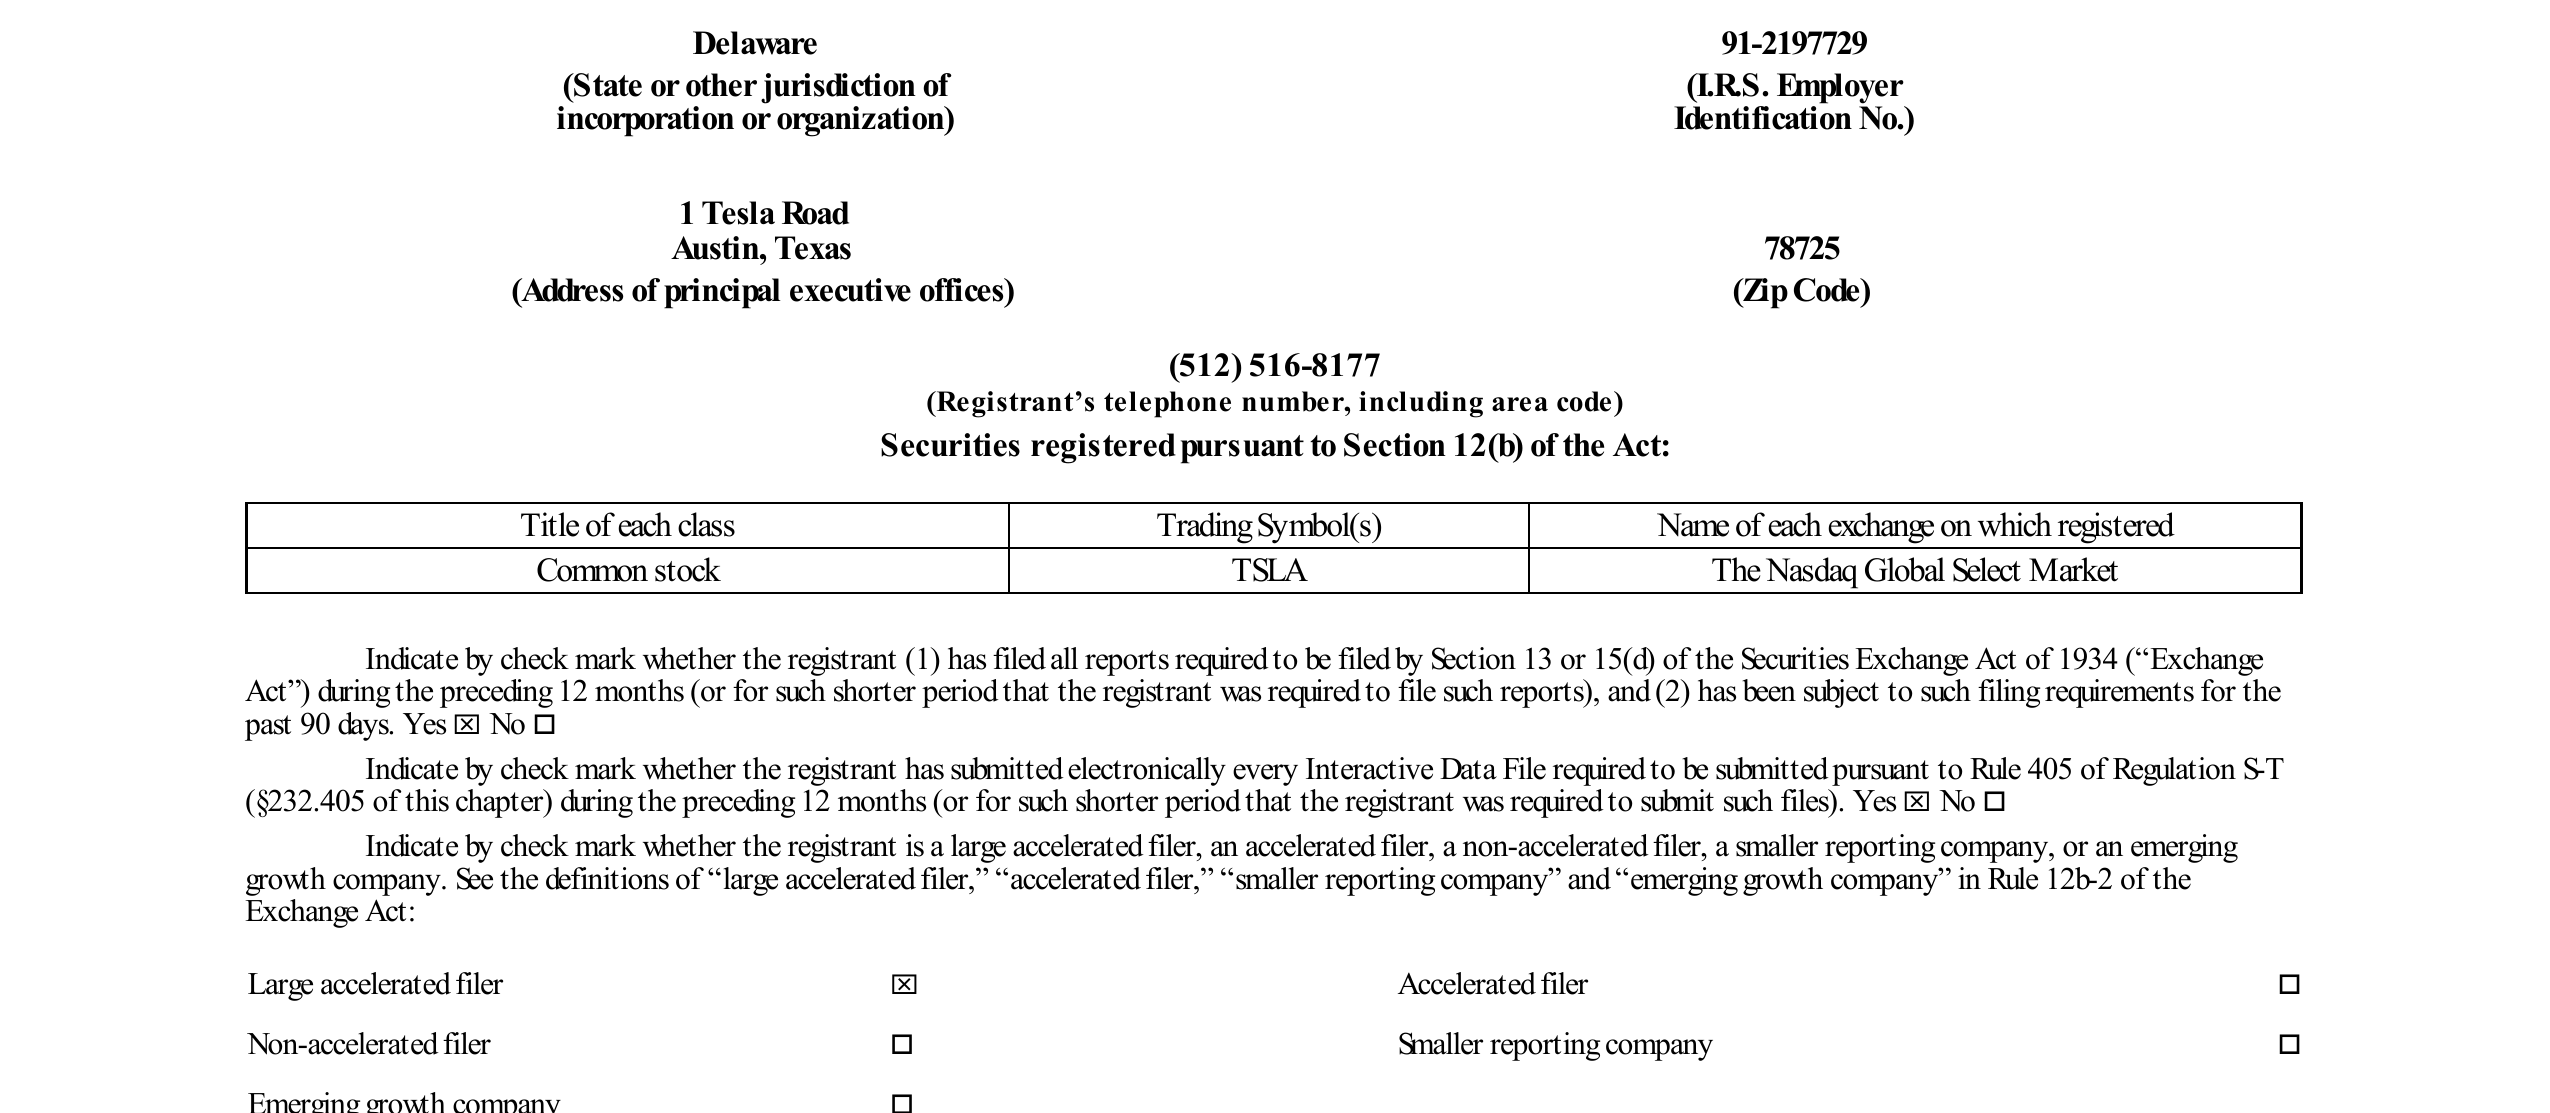 Delaware 91-2197729
(State or other jurisdiction of (I.R.S. Employer
incorporation or organization) Identification No.)
1 Tesla Road
Austin, Texas 78725
(Address of principal executive offices) (Zip Code)
(512) 516-8177
(Registrant’s telephone number, including area code)
Securities registered pursuant to Section 12(b) of the Act:
Title of each class Trading Symbol(s) Name of each exchange on which registered
Common stock TSLA The Nasdaq Global Select Market
Indicate by check mark whether the registrant (1) has filed all reports required to be filed by Section 13 or 15(d) of the Securities Exchange Act of 1934 (“Exchange
Act”) during the preceding 12 months (or for such shorter period that the registrant was required to file such reports), and (2) has been subject to such filing requirements for the
past 90 days. Yes ☒ No ☐
Indicate by check mark whether the registrant has submitted electronically every Interactive Data File required to be submitted pursuant to Rule 405 of Regulation S-T
(§232.405 of this chapter) during the preceding 12 months (or for such shorter period that the registrant was required to submit such files). Yes ☒ No ☐
Indicate by check mark whether the registrant is a large accelerated filer, an accelerated filer, a non-accelerated filer, a smaller reporting company, or an emerging
growth company. See the definitions of “large accelerated filer,” “accelerated filer,” “smaller reporting company” and “emerging growth company” in Rule 12b-2 of the
Exchange Act:
Large accelerated filer ☒ Accelerated filer ☐
Non-accelerated filer ☐ Smaller reporting company ☐
Emerging growth company ☐